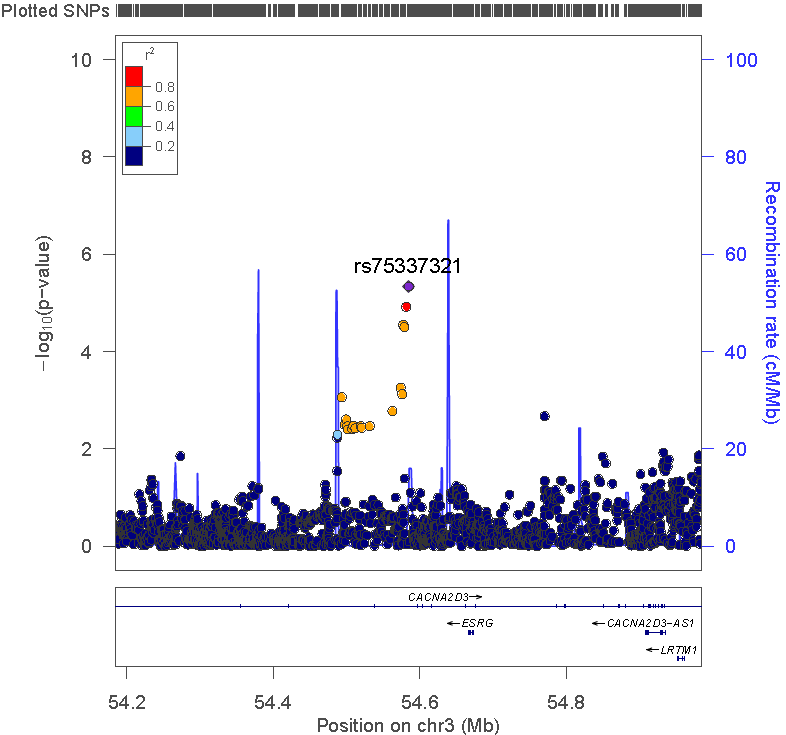 Plotted SNPs
r2
0.8
0.6
0.4
0.2
rs75337321
10
8
6
4
2
0
−log10(p−value)
100
80
60
40
20
0
Recombination rate (cM/Mb)
CACNA2D3→
←ESRG
←CACNA2D3−AS1
←LRTM1
54.2 54.4 54.6 54.8
Position on chr3 (Mb)